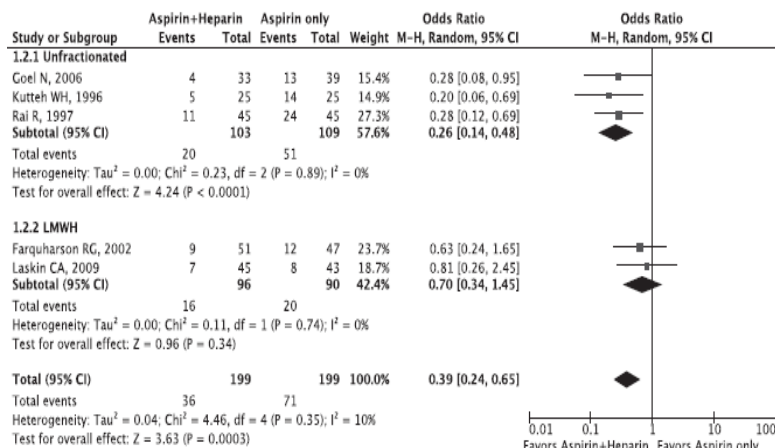 Aspirin+Heparin Aspirin only Odds Ratio Odds Ratio
Study or Subgroup Events Total Events Total Weight M-H, Random, 95% CI M-H, Random, 95% CI
1.2.1 Unfractionated
Goel N, 2006 4 33 13 39 15.4% 0.28 [0.08, 0.95]
Kutteh WH, 1996 5 25 14 25 14.9% 0.20 [0.06, 0.69]
Rai R, 1997 11 45 24 45 27.3% 0.28 [0.12, 0.69]
Subtotal (95% CI) 103 109 57.6% 0.26 [0.14, 0.48]
Total events 20 51
Heterogeneity: Tau² = 0.00; Chi² = 0.23, df = 2 (P = 0.89); I² = 0%
Test for overall effect: Z = 4.24 (P < 0.0001)
1.2.2 LMWH
Farquharson RG, 2002 9 51 12 47 23.7% 0.63 [0.24, 1.65]
Laskin CA, 2009 7 45 8 43 18.7% 0.81 [0.26, 2.45]
Subtotal (95% CI) 96 90 42.4% 0.70 [0.34, 1.45]
Total events 16 20
Heterogeneity: Tau² = 0.00; Chi² = 0.11, df = 1 (P = 0.74); I² = 0%
Test for overall effect: Z = 0.96 (P = 0.34)
Total (95% CI) 199 199 100.0% 0.39 [0.24, 0.65]
Total events 36 71
Heterogeneity: Tau² = 0.04; Chi² = 4.46, df = 4 (P = 0.35); I² = 10%
Test for overall effect: Z = 3.63 (P = 0.0003)
0.01 0.1 1 10 100
Favors Aspirin+Heparin Favors Aspirin only